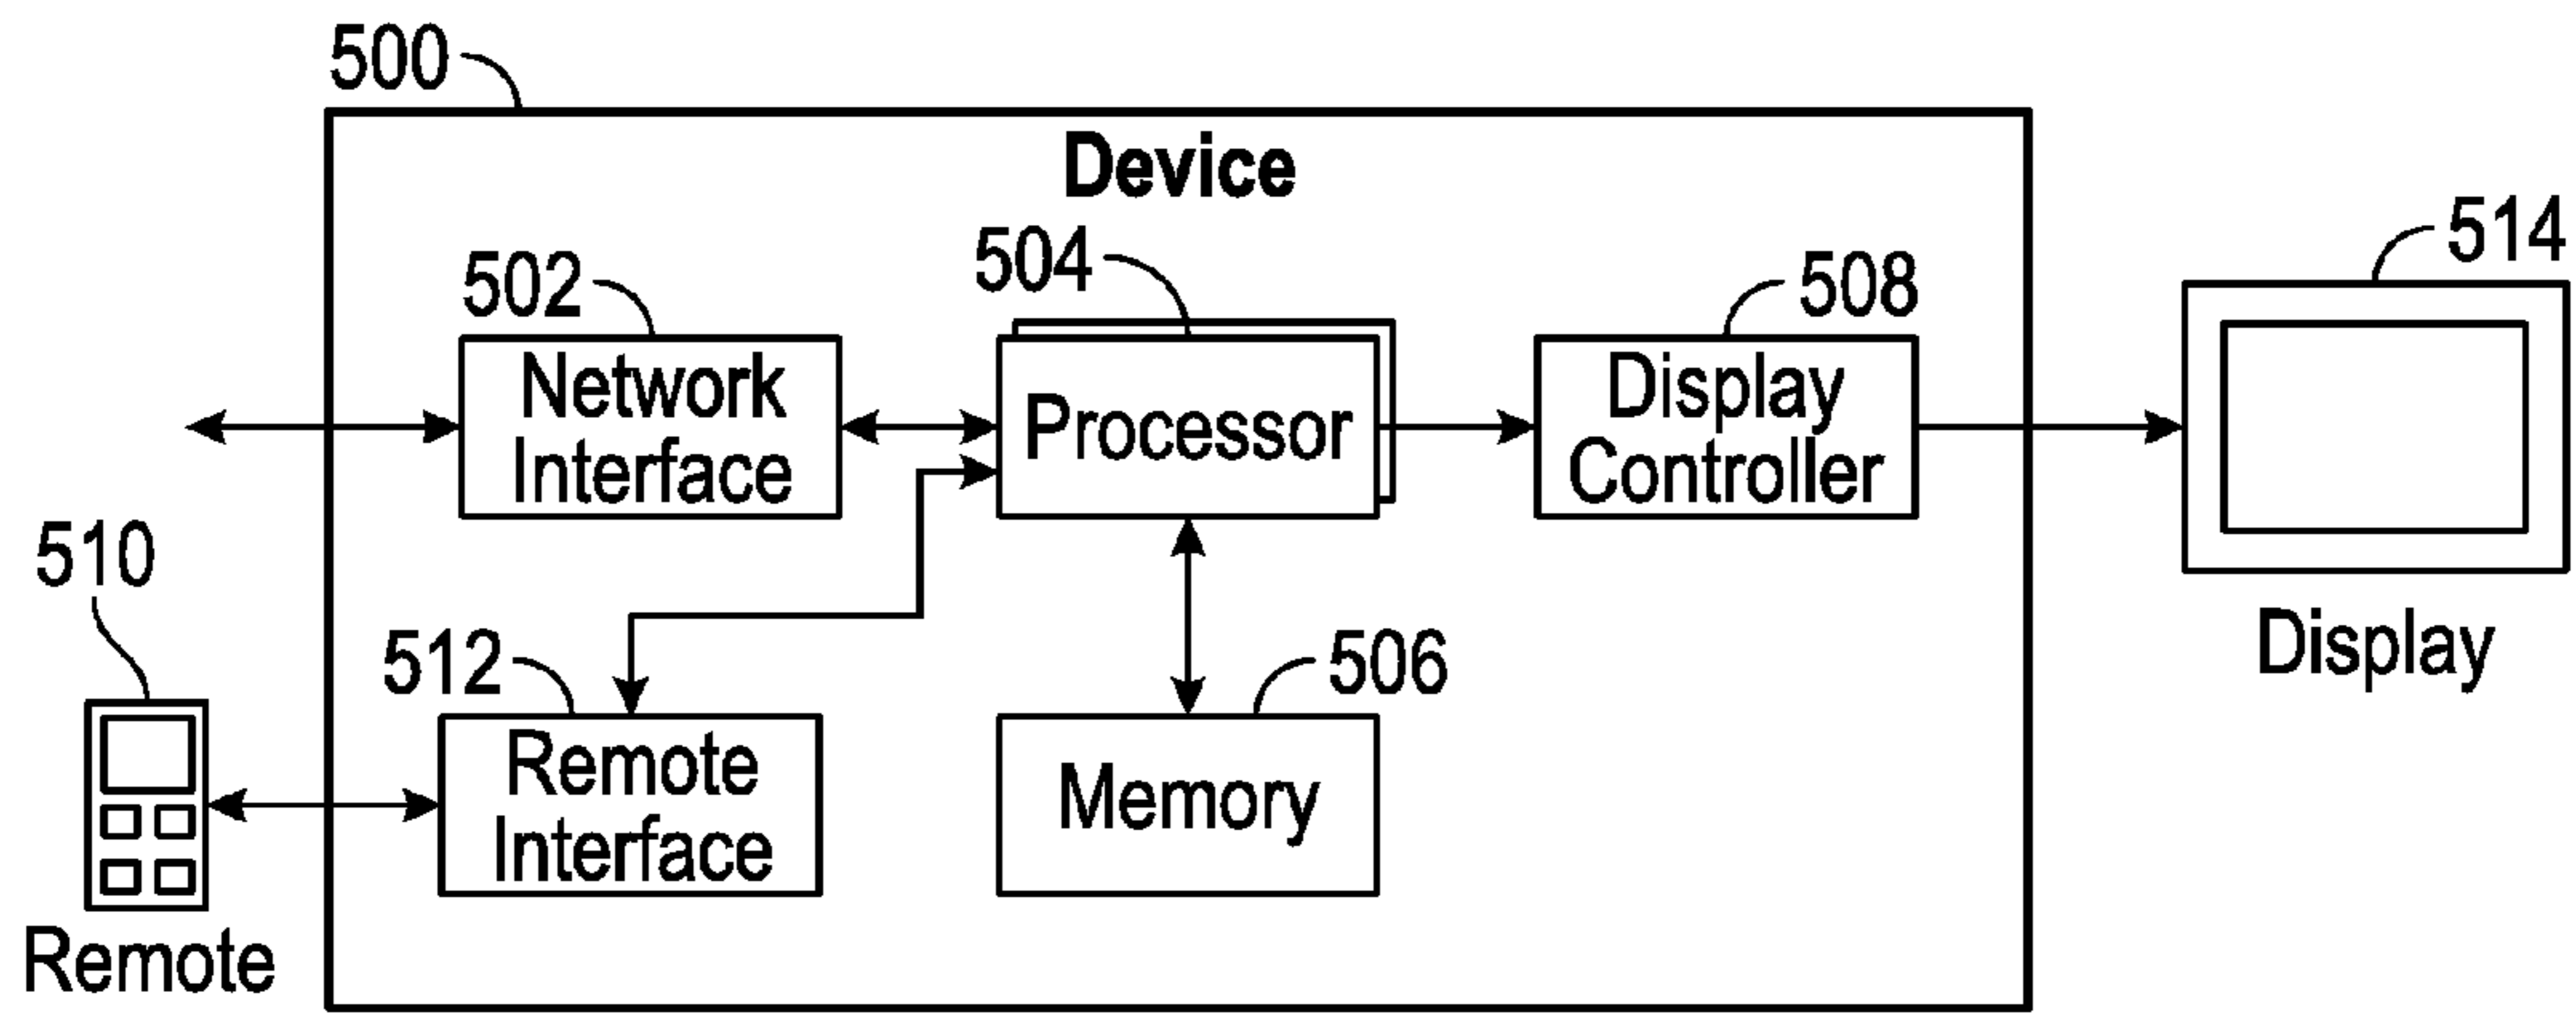 500
Device
514
502
504
508
Network
Interface
Processor
Display
Controller
510
Display
512
506
Remote
Interface
Memory
Remote